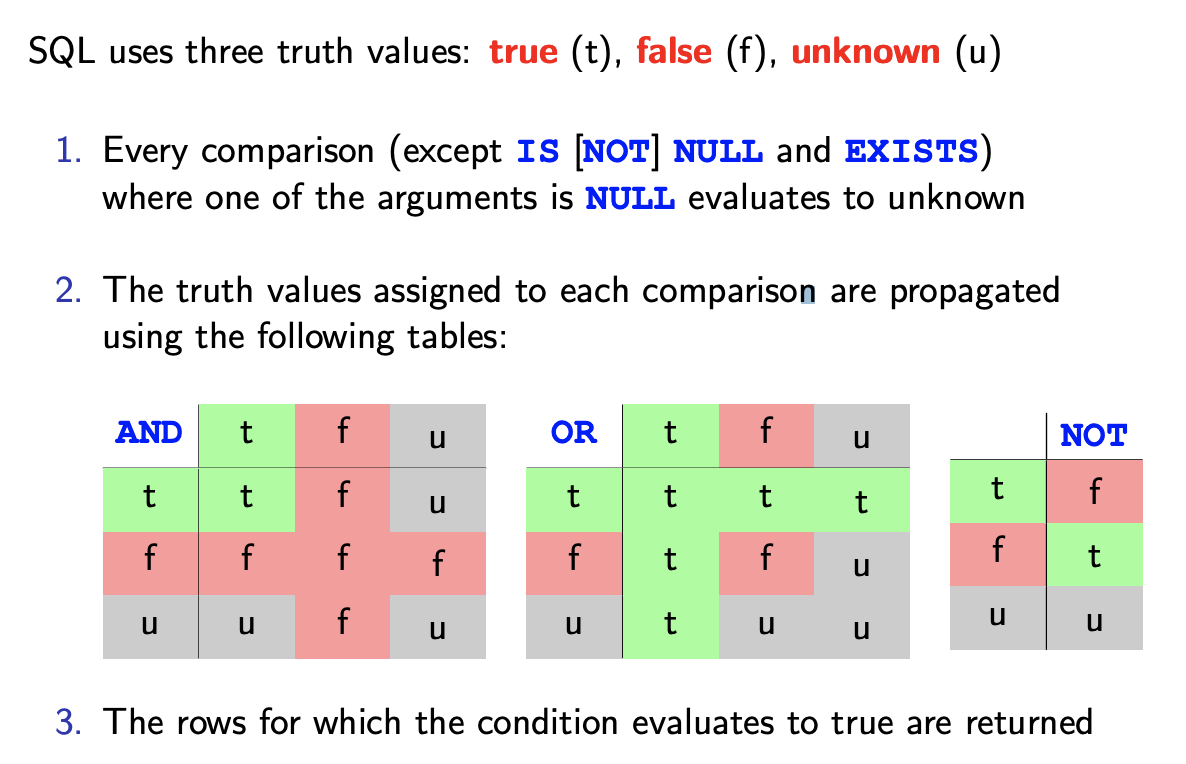 SQL uses three truth values: true (t), false (f), unknown (u)
1. Every comparison (except IS [NOT] NULL and EXISTS)
where one of the arguments is NULL evaluates to unknown
2. The truth values assigned to each comparison are propagated
using the following tables:
AND t f u
t t f u
f f f f
u u f u
OR t f u
t t t t
f t f u
u t u u
NOT
t f
f t
u u
3. The rows for which the condition evaluates to true are returned